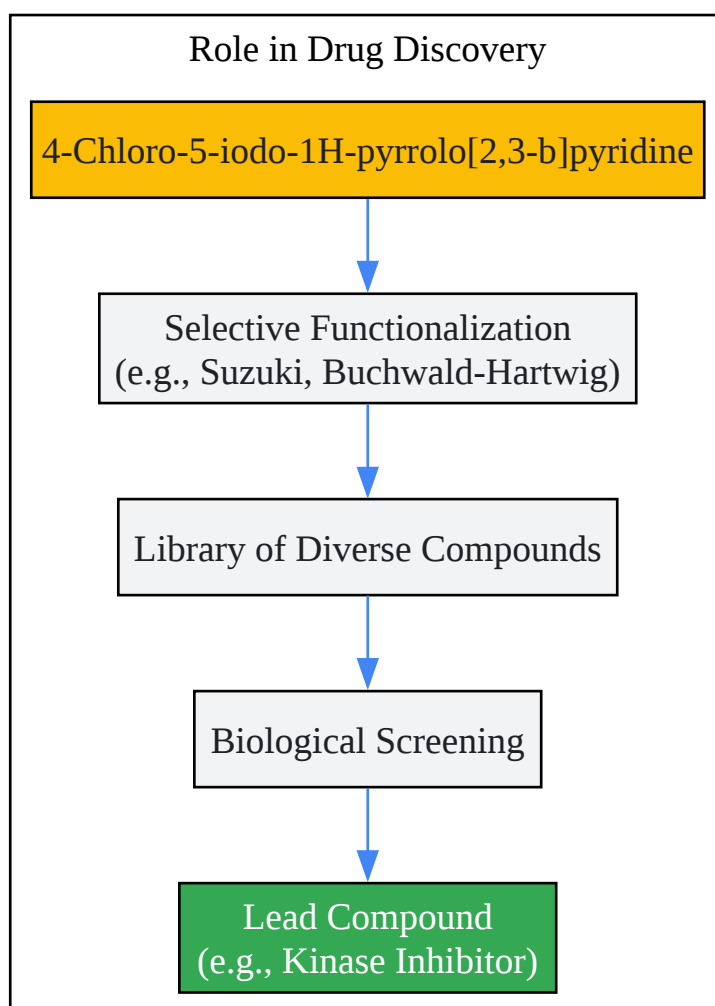 Role in Drug Discovery
4-Chloro-5-iodo-1H-pyrrolo[2,3-b]pyridine
Selective Functionalization
(e.g., Suzuki, Buchwald-Hartwig)
Library of Diverse Compounds
Biological Screening
Lead Compound
(e.g., Kinase Inhibitor)